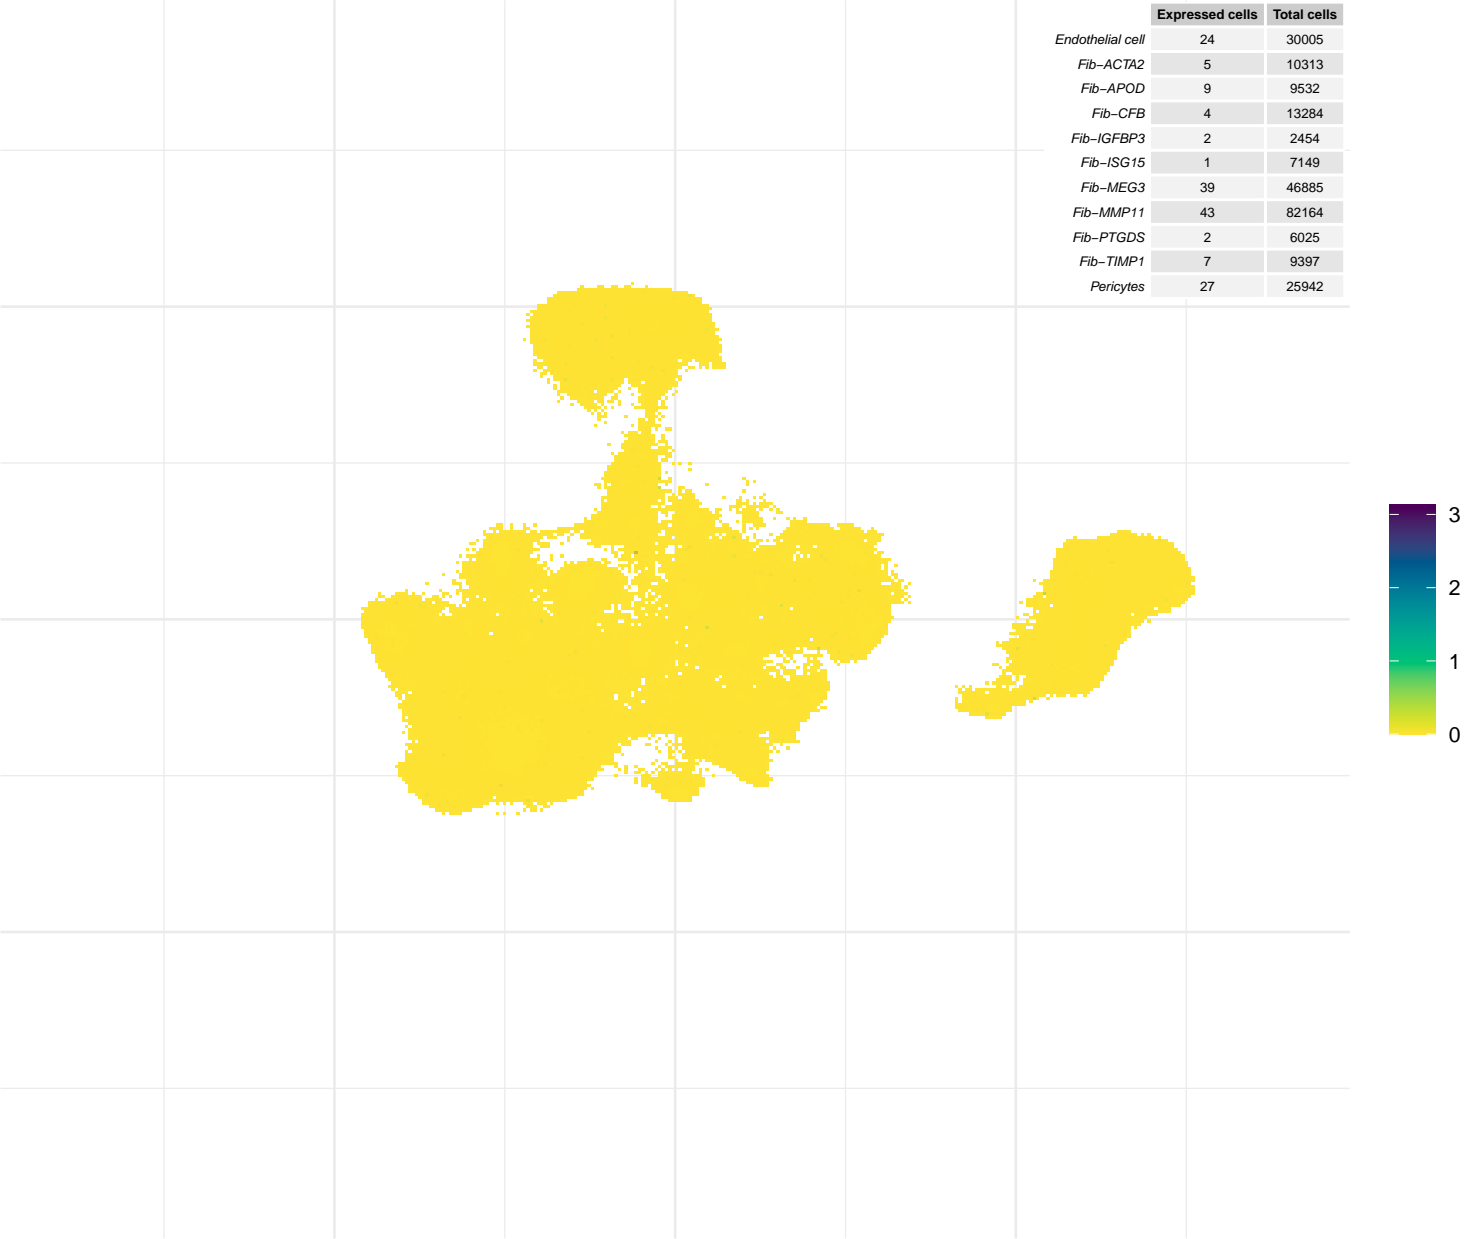 Expressed cells Total cells
Endothelial cell 24 30005
Fib−ACTA2 5 10313
Fib−APOD 9 9532
Fib−CFB 4 13284
Fib−IGFBP3 2 2454
Fib−ISG15 1 7149
Fib−MEG3 39 46885
Fib−MMP11 43 82164
Fib−PTGDS 2 6025
Fib−TIMP1 7 9397
Pericytes 27 25942
3
2
1
0